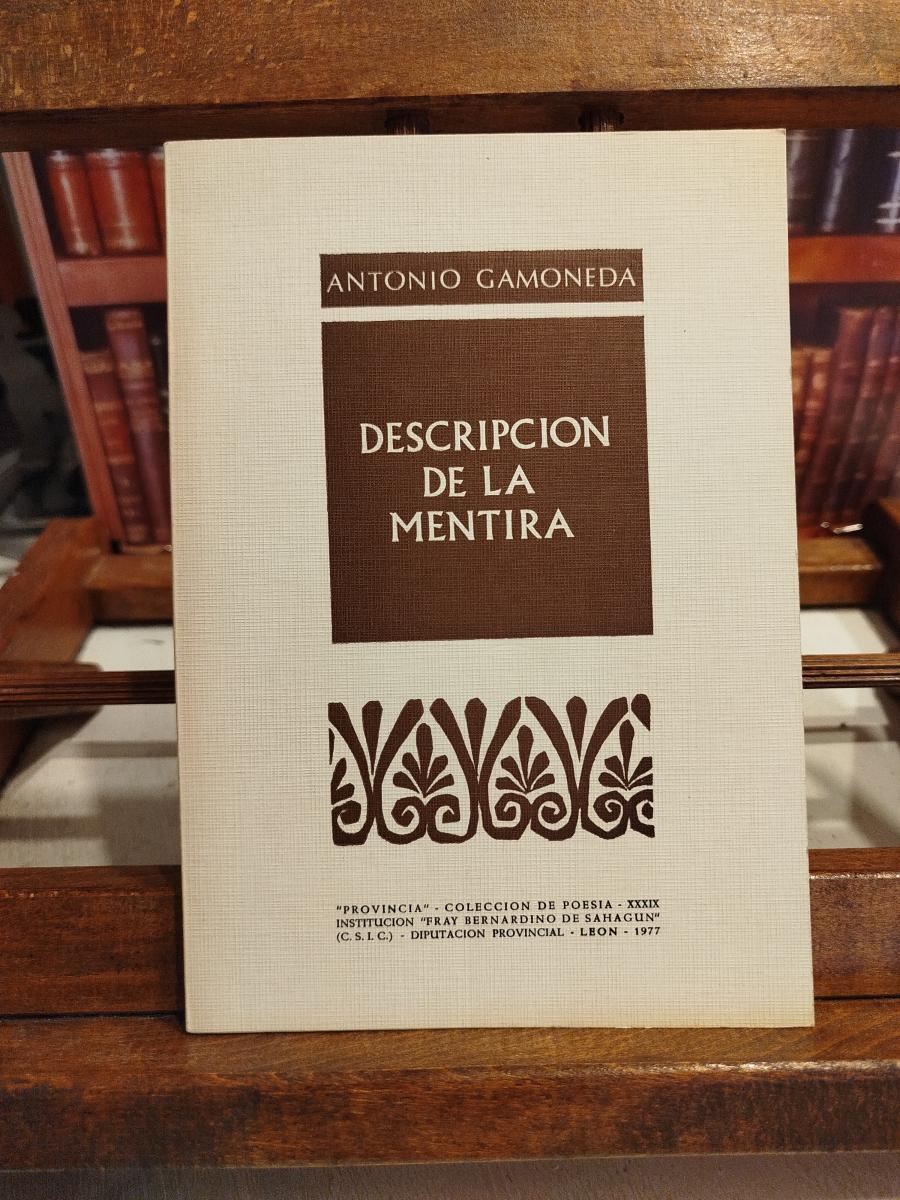 ANTONIO GAMONEDA
DESCRIPCION
DE LA
MENTIRA
"PROVINCIA" - COLECCION DE POESIA - XXXIX
INSTITUCION "FRAY BERNARDINO DE SAHAGUN"
(C. S. I. C.) - DIPUTACION PROVINCIAL - LEON - 1977